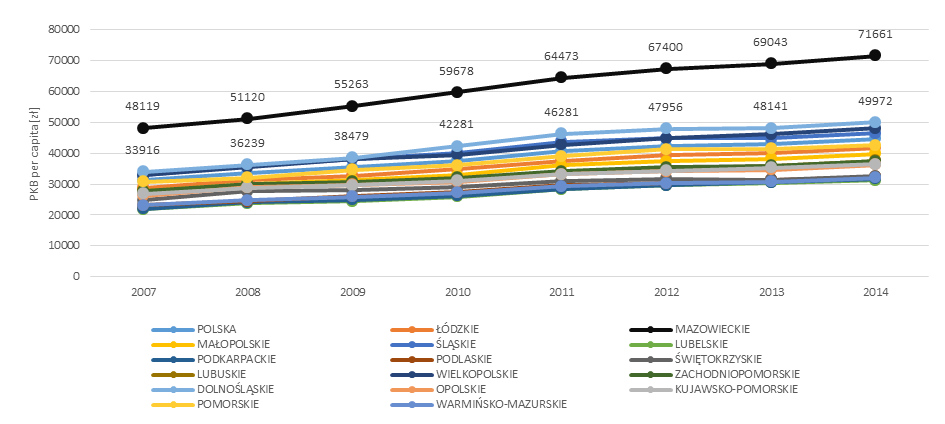 80000
70000
60000
50000
40000
30000
20000
10000
0
PKB per capita [zł]
48119 51120 55263 59678 64473 67400 69043 71661
33916 36239 38479 42281 46281 47956 48141 49972
2007 2008 2009 2010 2011 2012 2013 2014
POLSKA ŁÓDZKIE MAZOWIECKIE
MAŁOPOLSKIE ŚLĄSKIE LUBELSKIE
PODKARPACKIE PODLASKIE ŚWIĘTOKRZYSKIE
LUBUSKIE WIELKOPOLSKIE ZACHODNIOPOMORSKIE
DOLNOŚLĄSKIE OPOLSKIE KUJAWSKO-POMORSKIE
POMORSKIE WARMIŃSKO-MAZURSKIE